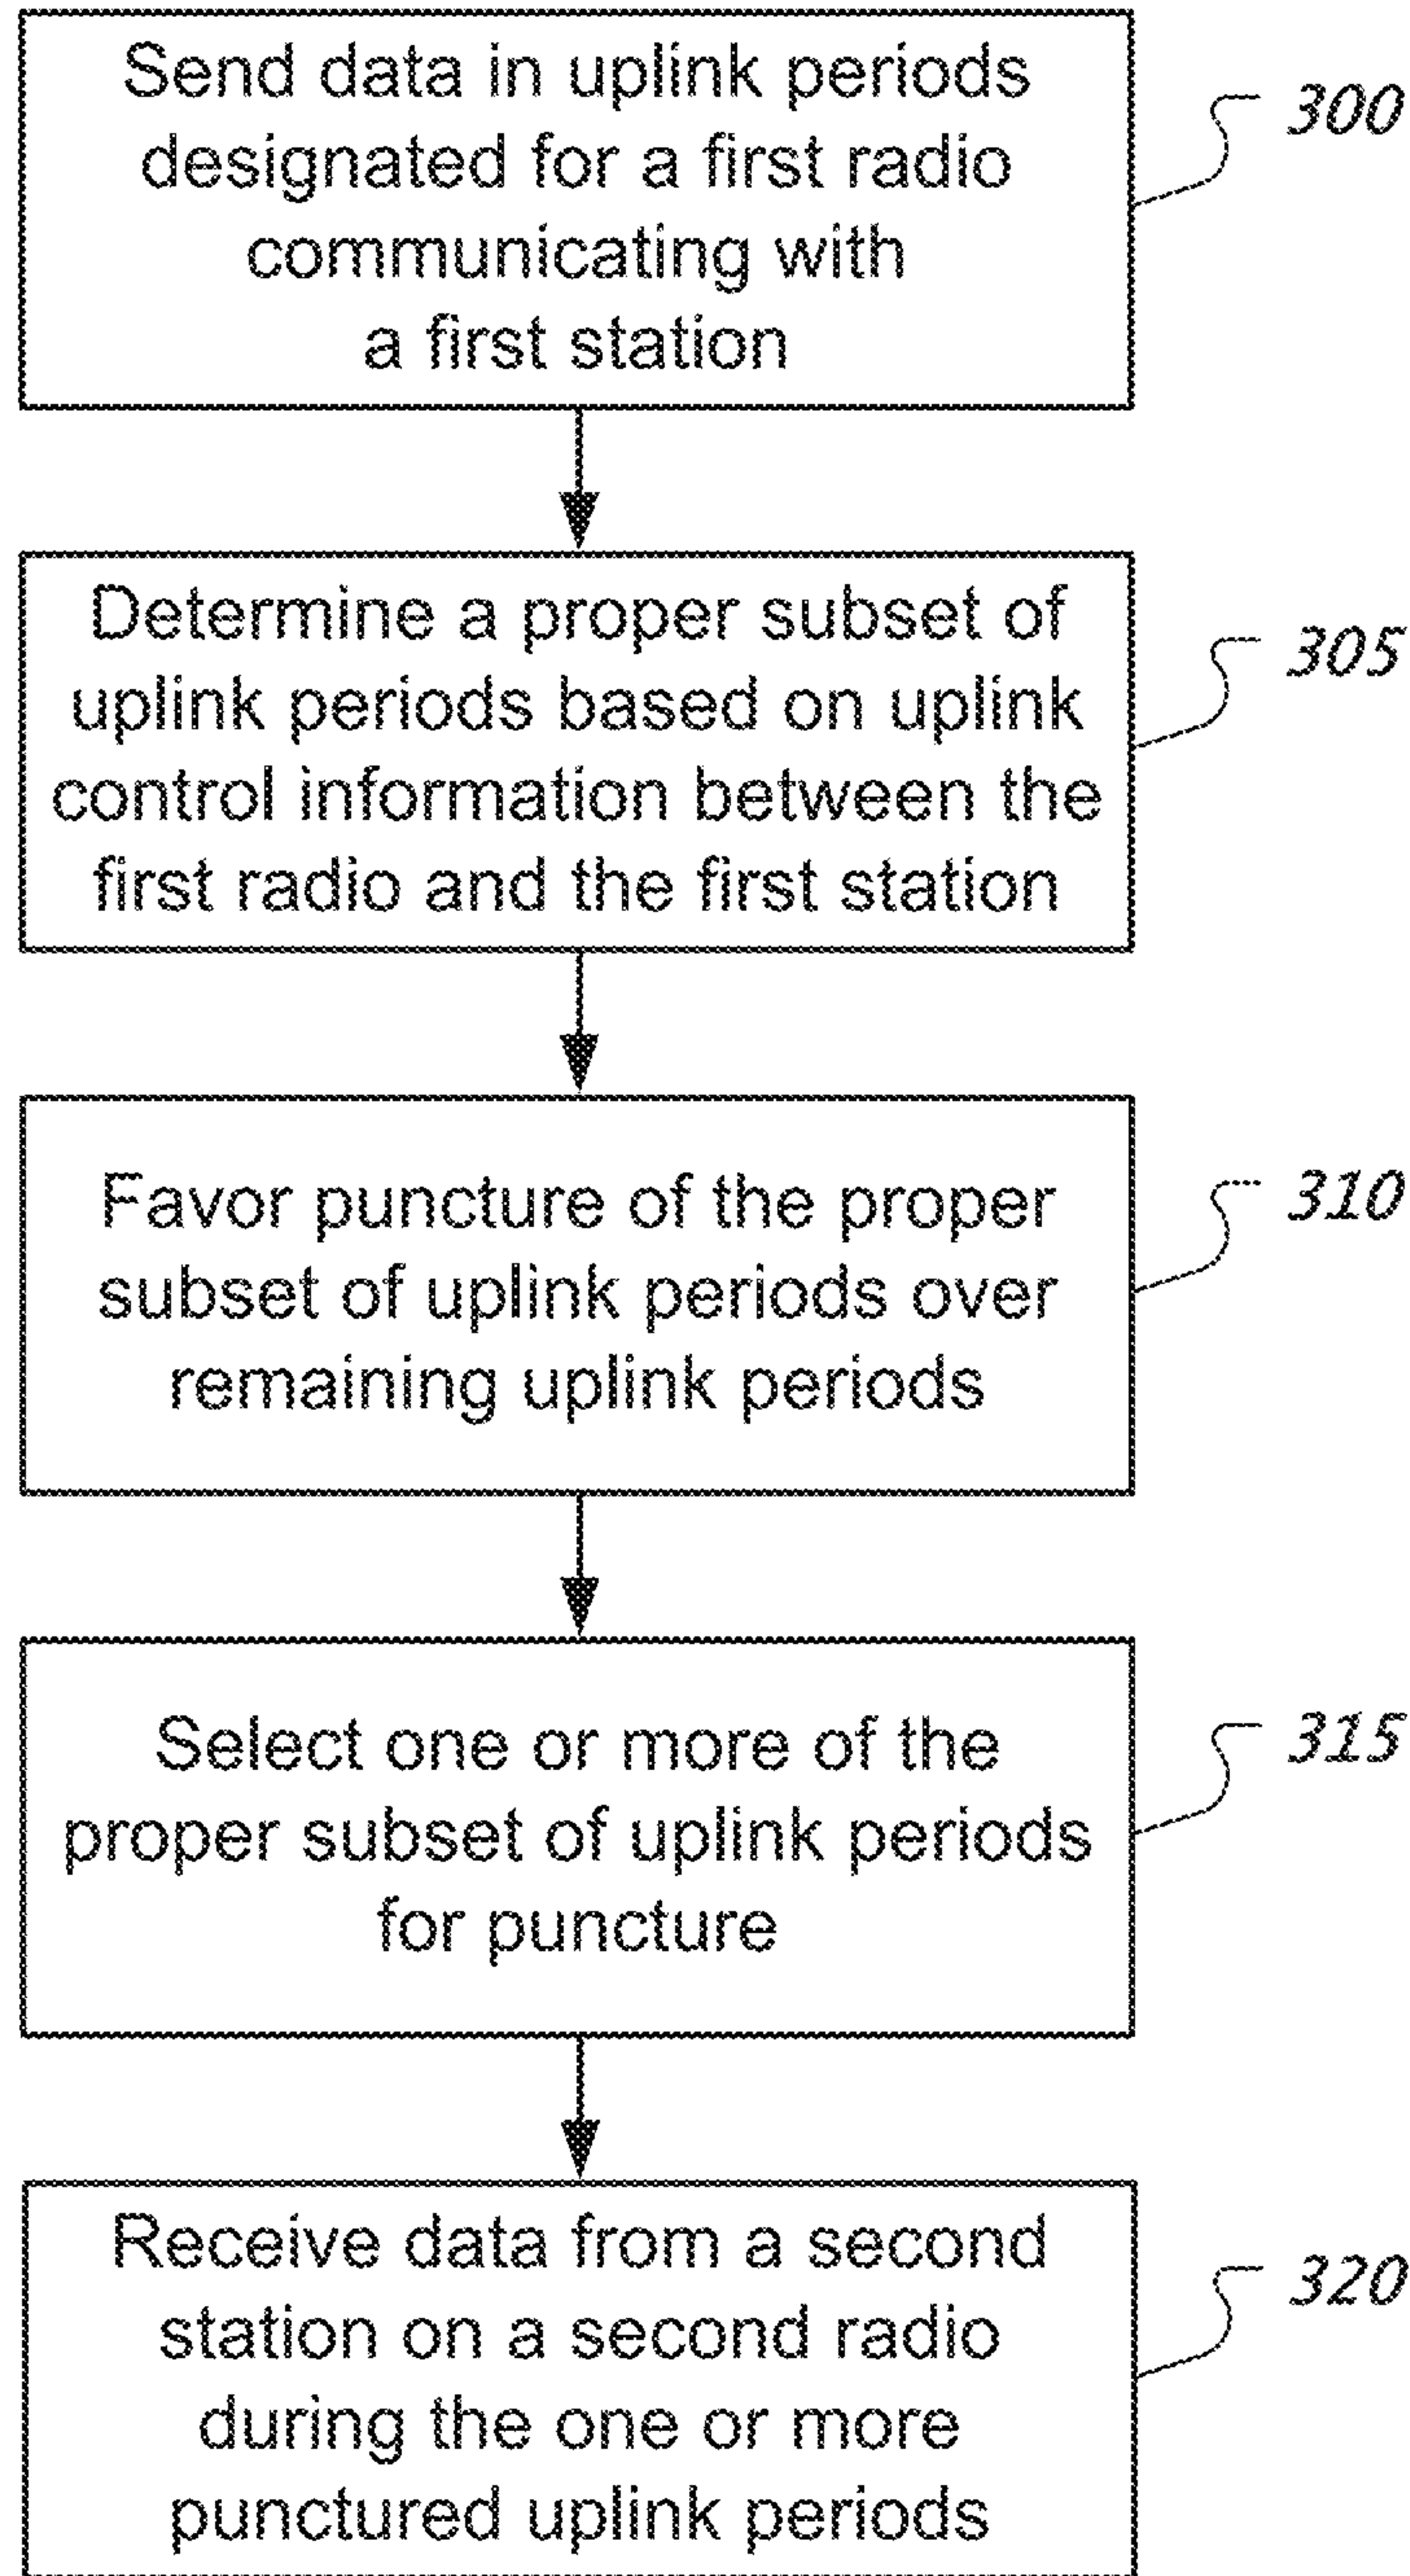 Send data in uplink periods
designated for a first radio
communicating with
a first station
300
Determine a proper subset of
uplink periods based on uplink
control information between the
first radio and the first station
305
Favor puncture of the proper
subset of uplink periods over
remaining uplink periods
310
Select one or more of the
proper subset of uplink periods
for puncture
315
Receive data from a second
station on a second radio
during the one or more
punctured uplink periods
320